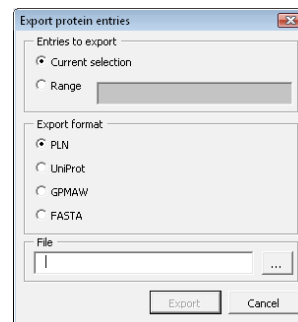 Export protein entries
Entries to export
Current selection
Range
Export format
PLN
UniProt
GPMAW
FASTA
File
...
Export
Cancel